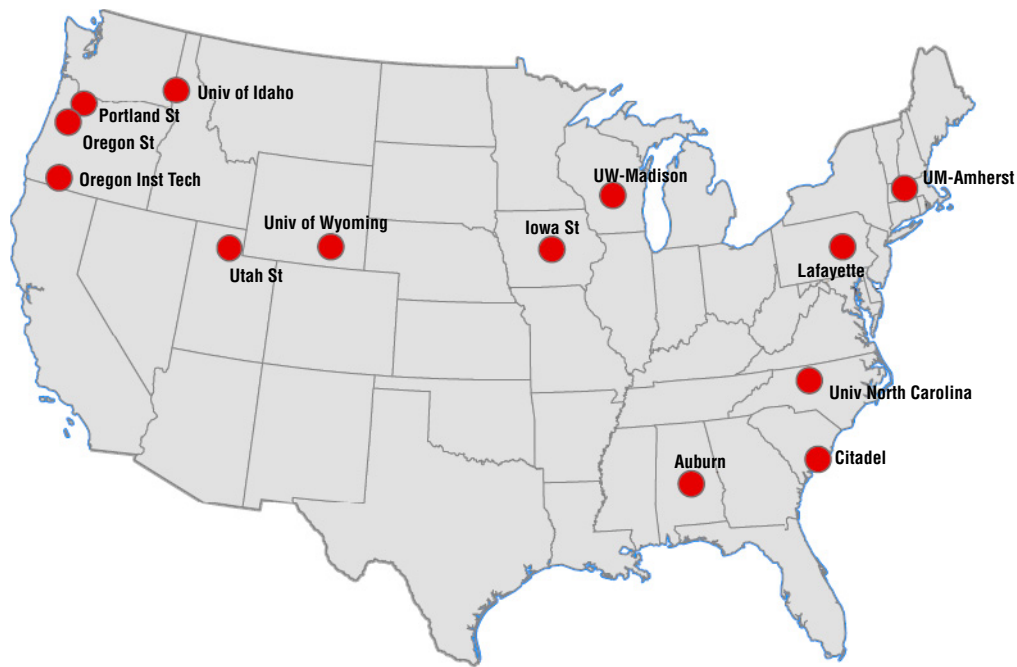 Univ of Idaho
Portland St
Oregon St
UW-Madison
UM-Amherst
Oregon Inst Tech
Univ of Wyoming
Iowa St
Utah St
Lafayette
Univ North Carolina
Citadel
Auburn